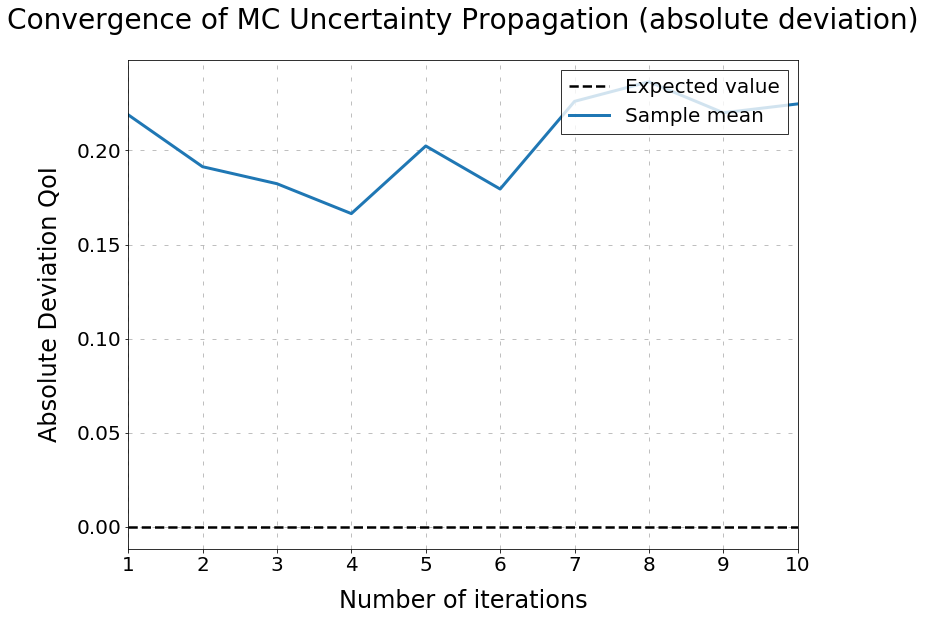 Convergence of MC Uncertainty Propagation (absolute deviation)
Expected value
Sample mean
Absolute Deviation QoI
0.20
0.15
0.10
0.05
0.00
1 2 3 4 5 6 7 8 9 10
Number of iterations